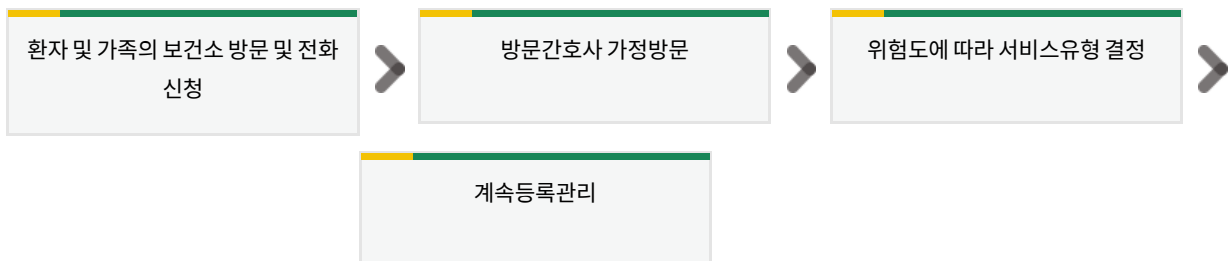 환자 및 가족의 보건소 방문 및 전화
신청
방문간호사 가정방문
위험도에 따라 서비스유형 결정
계속등록관리